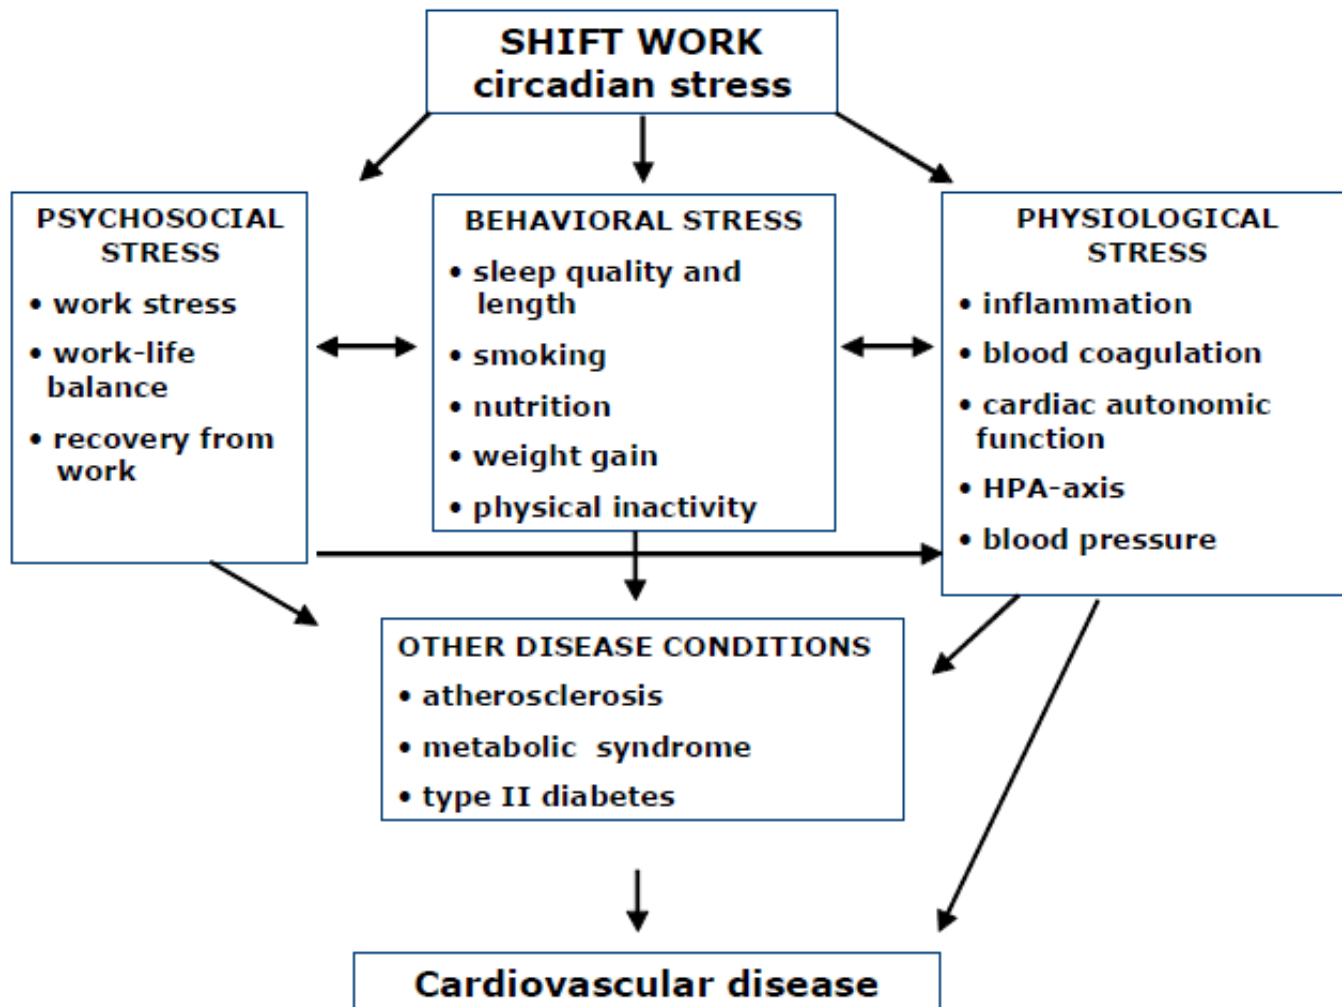 SHIFT WORK
circadian stress
PSYCHOSOCIAL
STRESS
• work stress
• work-life
balance
• recovery from
work
BEHAVIORAL STRESS
• sleep quality and
length
• smoking
• nutrition
• weight gain
• physical inactivity
PHYSIOLOGICAL
STRESS
• inflammation
• blood coagulation
• cardiac autonomic
function
• HPA-axis
• blood pressure
OTHER DISEASE CONDITIONS
• atherosclerosis
• metabolic syndrome
• type II diabetes
Cardiovascular disease